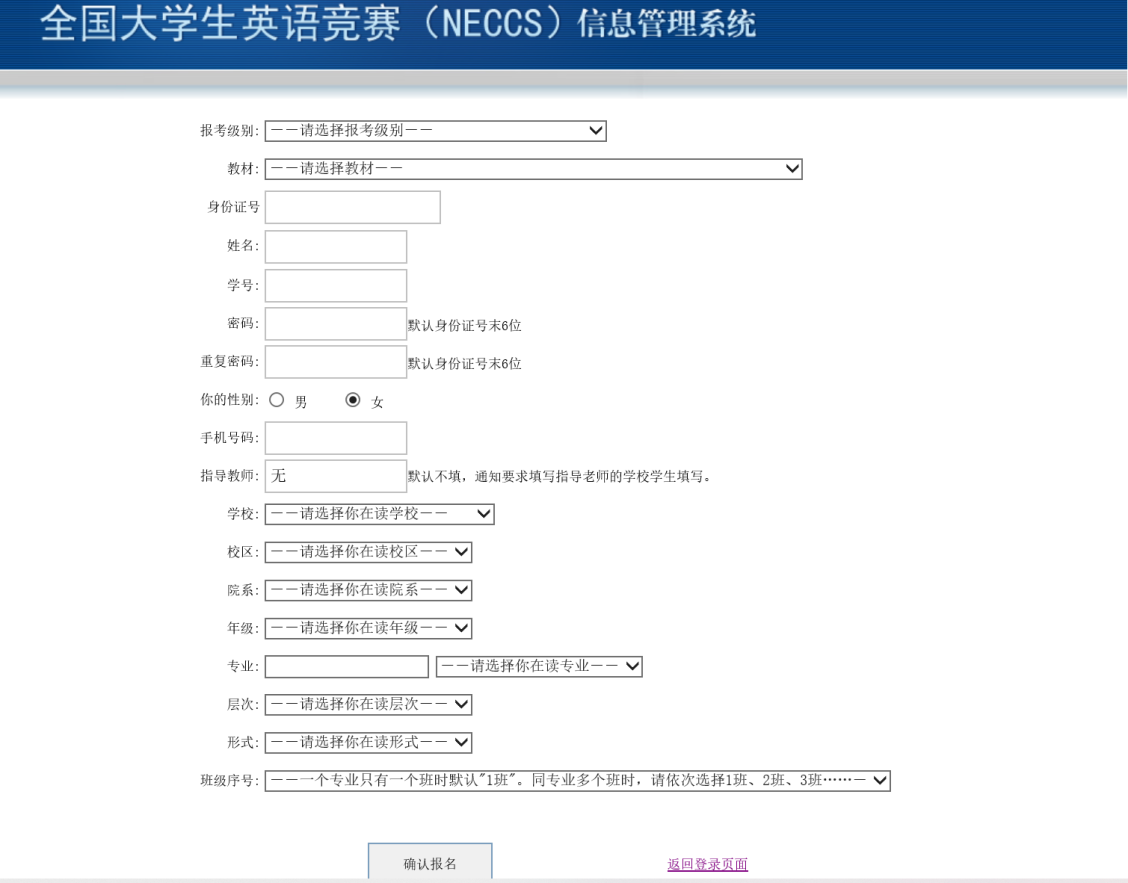 全国大学生英语竞赛（NECCS）信息管理系统
报考级别: －－请选择报考级别－－
教材: －－请选择教材－－
身份证号
姓名:
学号:
密码: 默认身份证号末6位
重复密码: 默认身份证号末6位
你的性别: 男 女
手机号码:
指导教师: 无 默认不填，通知要求填写指导老师的学校学生填写。
学校: －－请选择你在读学校－－
校区: －－请选择你在读校区－－
院系: －－请选择你在读院系－－
年级: －－请选择你在读年级－－
专业: －－请选择你在读专业－－
层次: －－请选择你在读层次－－
形式: －－请选择你在读形式－－
班级序号: －－一个专业只有一个班时默认"1班"。同专业多个班时，请依次选择1班、2班、3班……－
确认报名 返回登录页面